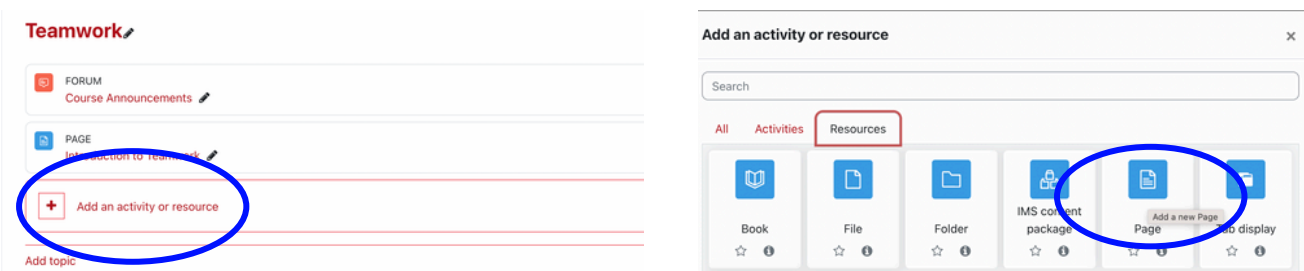 Teamwork
FORUM
Course Announcements
PAGE
Introduction to Teamwork
Add an activity or resource
Add topic
Add an activity or resource
Search
All Activities Resources
Book
File
Folder
IMS content
package
Page
Add a new Page
Tab display